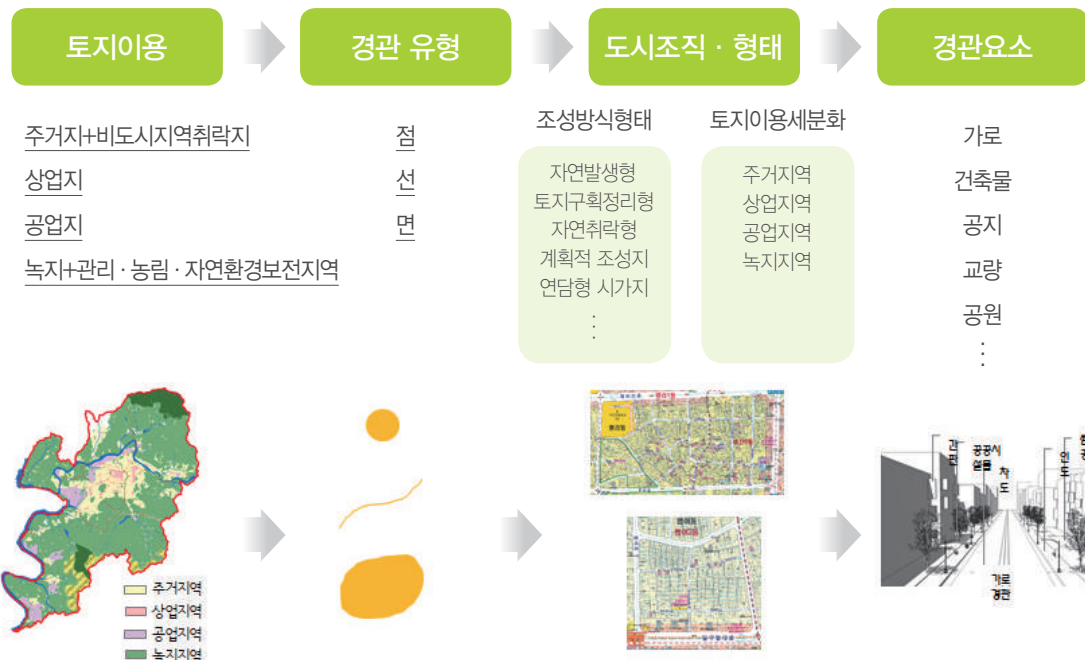 토지이용
경관 유형
도시조직 · 형태
경관요소
주거지+비도시지역취락지
상업지
공업지
녹지+관리 · 농림 · 자연환경보전지역
점
선
면
조성방식형태
자연발생형
토지구획정리형
자연취락형
계획적 조성지
연담형 시가지
⋮
토지이용세분화
주거지역
상업지역
공업지역
녹지지역
가로
건축물
공지
교량
공원
⋮
주거지역
상업지역
공업지역
녹지지역
공공시
설물
차
도
인
도
가로
경관